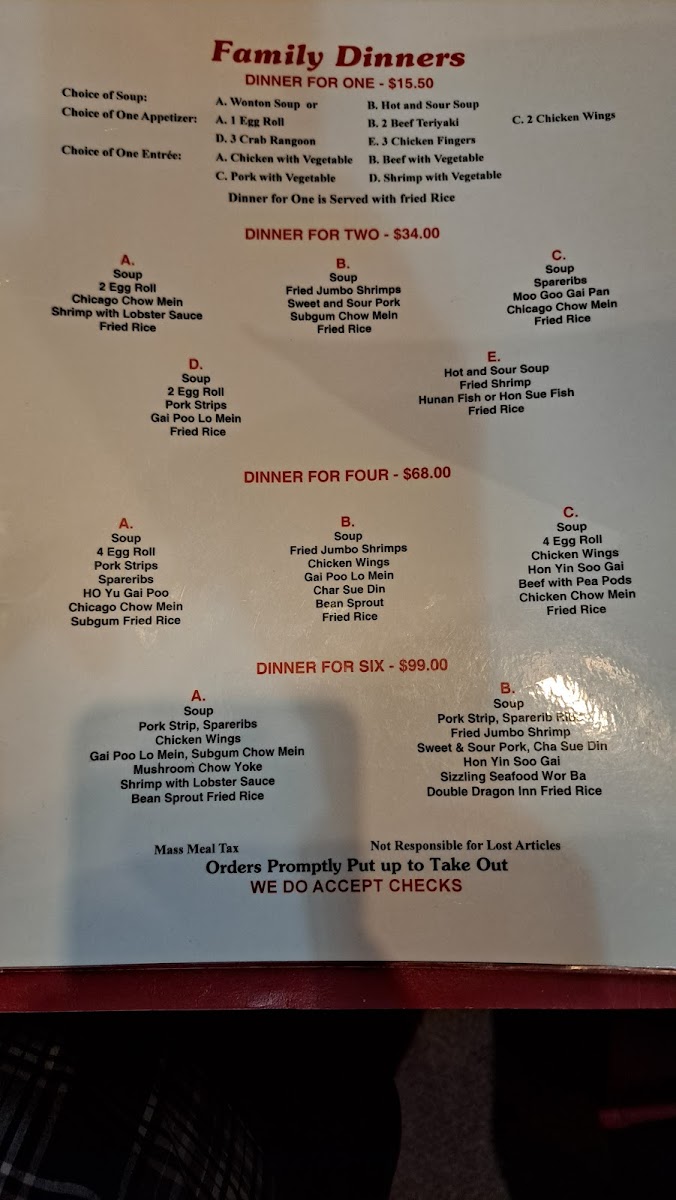 Family Dinners
DINNER FOR ONE - $15.50
Choice of Soup: A. Wonton Soup or B. Hot and Sour Soup
Choice of One Appetizer: A. 1 Egg Roll B. 2 Beef Teriyaki C. 2 Chicken Wings
D. 3 Crab Rangoon E. 3 Chicken Fingers
Choice of One Entrée: A. Chicken with Vegetable B. Beef with Vegetable
C. Pork with Vegetable D. Shrimp with Vegetable
Dinner for One is Served with fried Rice
DINNER FOR TWO - $34.00
A.
Soup
2 Egg Roll
Chicago Chow Mein
Shrimp with Lobster Sauce
Fried Rice
B.
Soup
Fried Jumbo Shrimps
Sweet and Sour Pork
Subgum Chow Mein
Fried Rice
C.
Soup
Spareribs
Moo Goo Gai Pan
Chicago Chow Mein
Fried Rice
D.
Soup
2 Egg Roll
Pork Strips
Gai Poo Lo Mein
Fried Rice
E.
Hot and Sour Soup
Fried Shrimp
Hunan Fish or Hon Sue Fish
Fried Rice
DINNER FOR FOUR - $68.00
A.
Soup
4 Egg Roll
Pork Strips
Spareribs
HO Yu Gai Poo
Chicago Chow Mein
Subgum Fried Rice
B.
Soup
Fried Jumbo Shrimps
Chicken Wings
Gai Poo Lo Mein
Char Sue Din
Bean Sprout
Fried Rice
C.
Soup
4 Egg Roll
Chicken Wings
Hon Yin Soo Gai
Beef with Pea Pods
Chicken Chow Mein
Fried Rice
DINNER FOR SIX - $99.00
A.
Soup
Pork Strip, Spareribs
Chicken Wings
Gai Poo Lo Mein, Subgum Chow Mein
Mushroom Chow Yoke
Shrimp with Lobster Sauce
Bean Sprout Fried Rice
B.
Soup
Pork Strip, Sparerib
Fried Jumbo Shrimp
Sweet & Sour Pork, Cha Sue Din
Hon Yin Soo Gai
Sizzling Seafood Wor Ba
Double Dragon Inn Fried Rice
Mass Meal Tax Not Responsible for Lost Articles
Orders Promptly Put up to Take Out
WE DO ACCEPT CHECKS